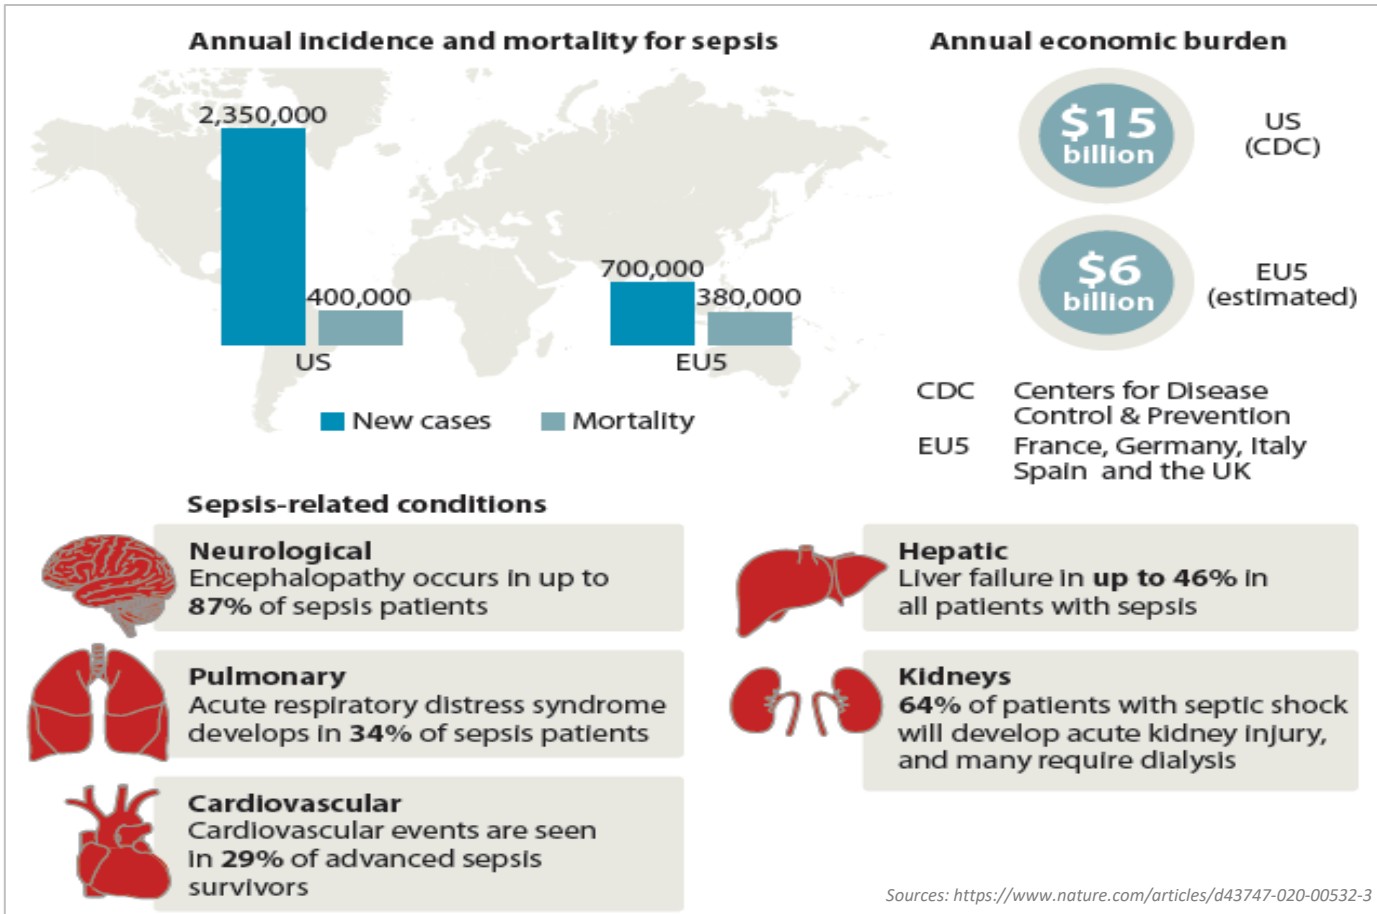 Annual incidence and mortality for sepsis
2,350,000
400,000
US
700,000
380,000
EU5
New cases
Mortality
Annual economic burden
$15
billion
US
(CDC)
$6
billion
EU5
(estimated)
CDC Centers for Disease
Control & Prevention
EU5 France, Germany, Italy
Spain and the UK
Sepsis-related conditions
Neurological
Encephalopathy occurs in up to
87% of sepsis patients
Pulmonary
Acute respiratory distress syndrome
develops in 34% of sepsis patients
Cardiovascular
Cardiovascular events are seen
in 29% of advanced sepsis
survivors
Hepatic
Liver failure in up to 46% in
all patients with sepsis
Kidneys
64% of patients with septic shock
will develop acute kidney injury,
and many require dialysis
Sources: https://www.nature.com/articles/d43747-020-00532-3